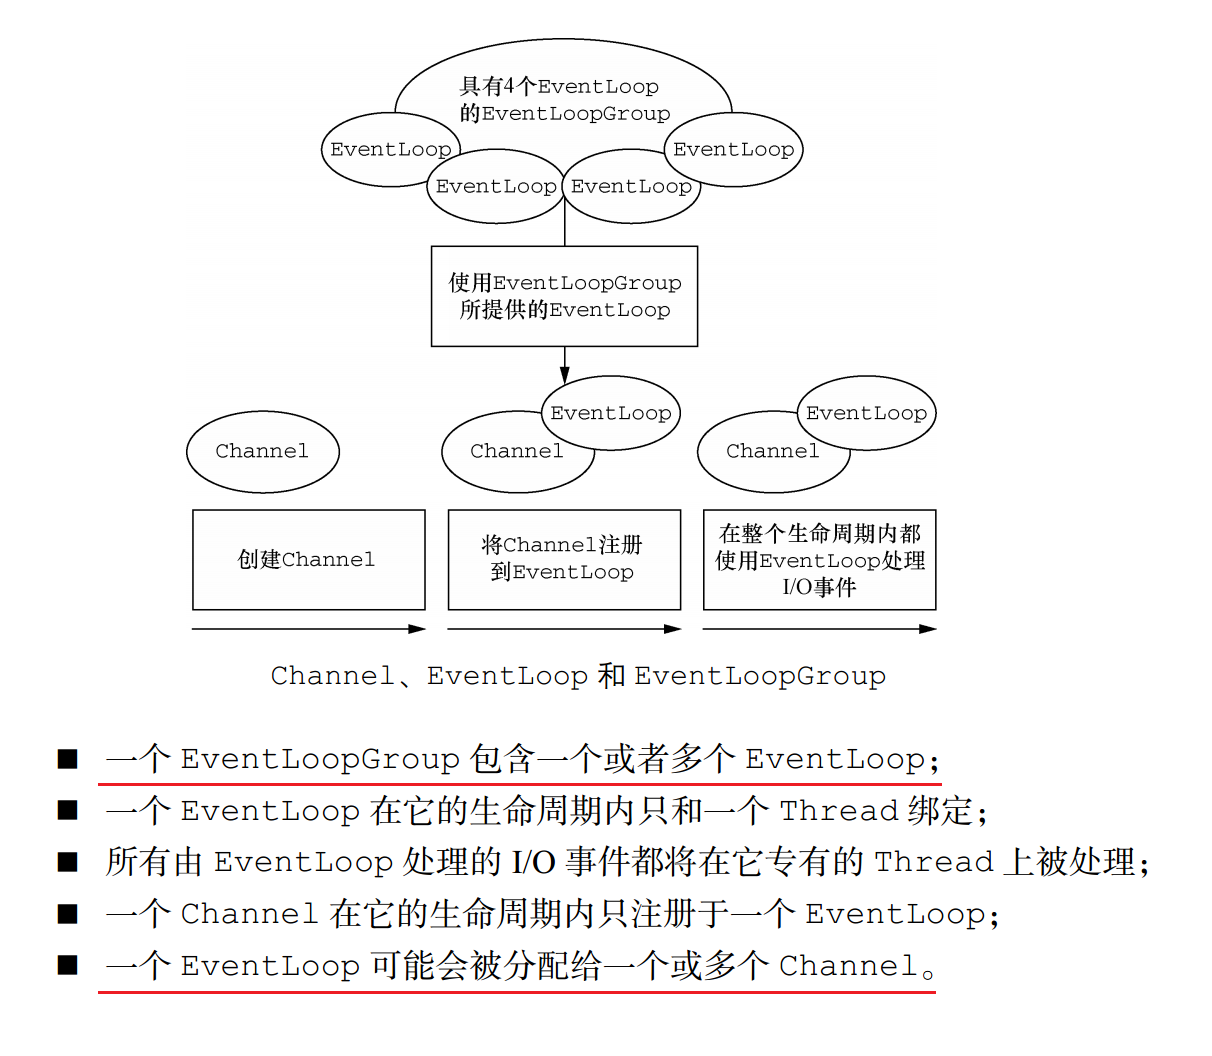 具有4个EventLoop
的EventLoopGroup
EventLoop
EventLoop
EventLoop
EventLoop
使用EventLoopGroup
所提供的EventLoop
Channel
Channel
EventLoop
Channel
EventLoop
创建Channel
将Channel注册
到EventLoop
在整个生命周期内都
使用EventLoop处理
I/O事件
Channel、EventLoop 和 EventLoopGroup
■ 一个 EventLoopGroup 包含一个或者多个 EventLoop；
■ 一个 EventLoop 在它的生命周期内只和一个 Thread 绑定；
■ 所有由 EventLoop 处理的 I/O 事件都将在它专有的 Thread 上被处理；
■ 一个 Channel 在它的生命周期内只注册于一个 EventLoop；
■ 一个 EventLoop 可能会被分配给一个或多个 Channel。